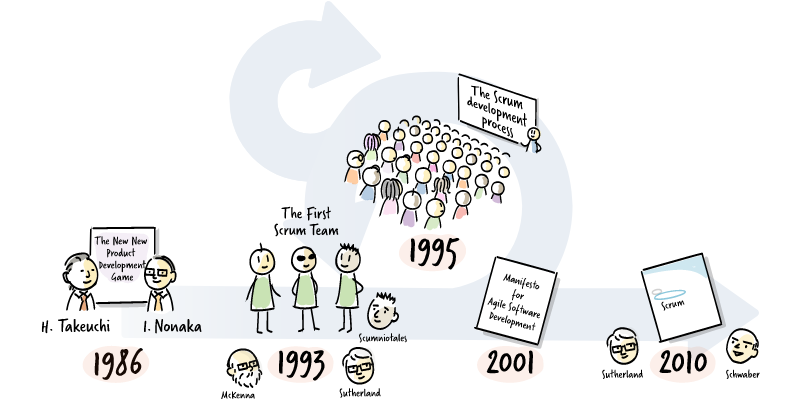 The New New
Product
Development
Game
H. Takeuchi
I. Nonaka
1986
The First
Scrum Team
Scumniotales
1993
McKenna
Sutherland
The Scrum
development
process
1995
Manifesto
for
Agile Software
Development
2001
Scrum
Sutherland
2010
Schwaber